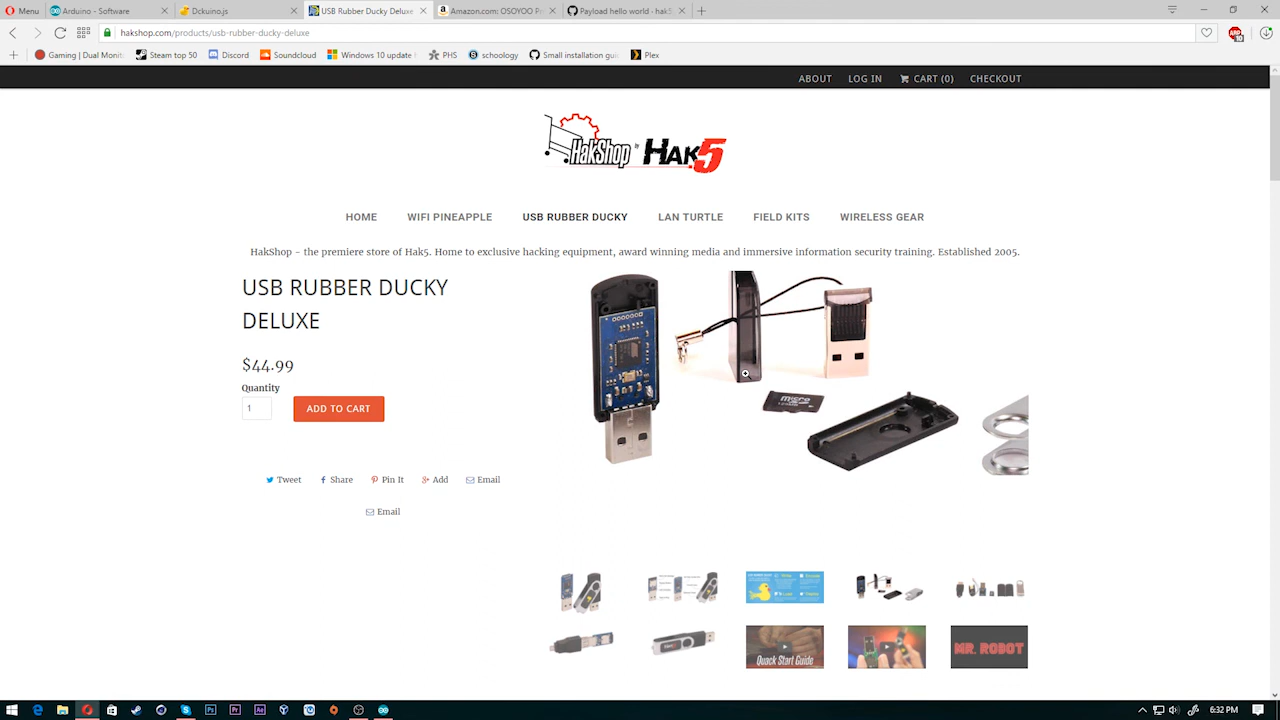 Menu
Arduino - Software
Dckuino.js
USB Rubber Ducky Deluxe
Amazon.com: OSOYOO Pr
Payload hello world - hak5
hakshop.com/products/usb-rubber-ducky-deluxe
Gaming | Dual Monit
Steam top 50
Discord
Soundcloud
Windows 10 update
PHS
schoology
Small installation gui
Plex
ABOUT
LOG IN
CART (0)
CHECKOUT
HakShop by HAK5
HOME
WIFI PINEAPPLE
USB RUBBER DUCKY
LAN TURTLE
FIELD KITS
WIRELESS GEAR
HakShop - the premiere store of Hak5. Home to exclusive hacking equipment, award winning media and immersive information security training. Established 2005.
USB RUBBER DUCKY
DELUXE
$44.99
Quantity
1
ADD TO CART
micro
Tweet
Share
Pin It
Add
Email
Email
Quack Start Guide
MR. ROBOT
6:32 PM